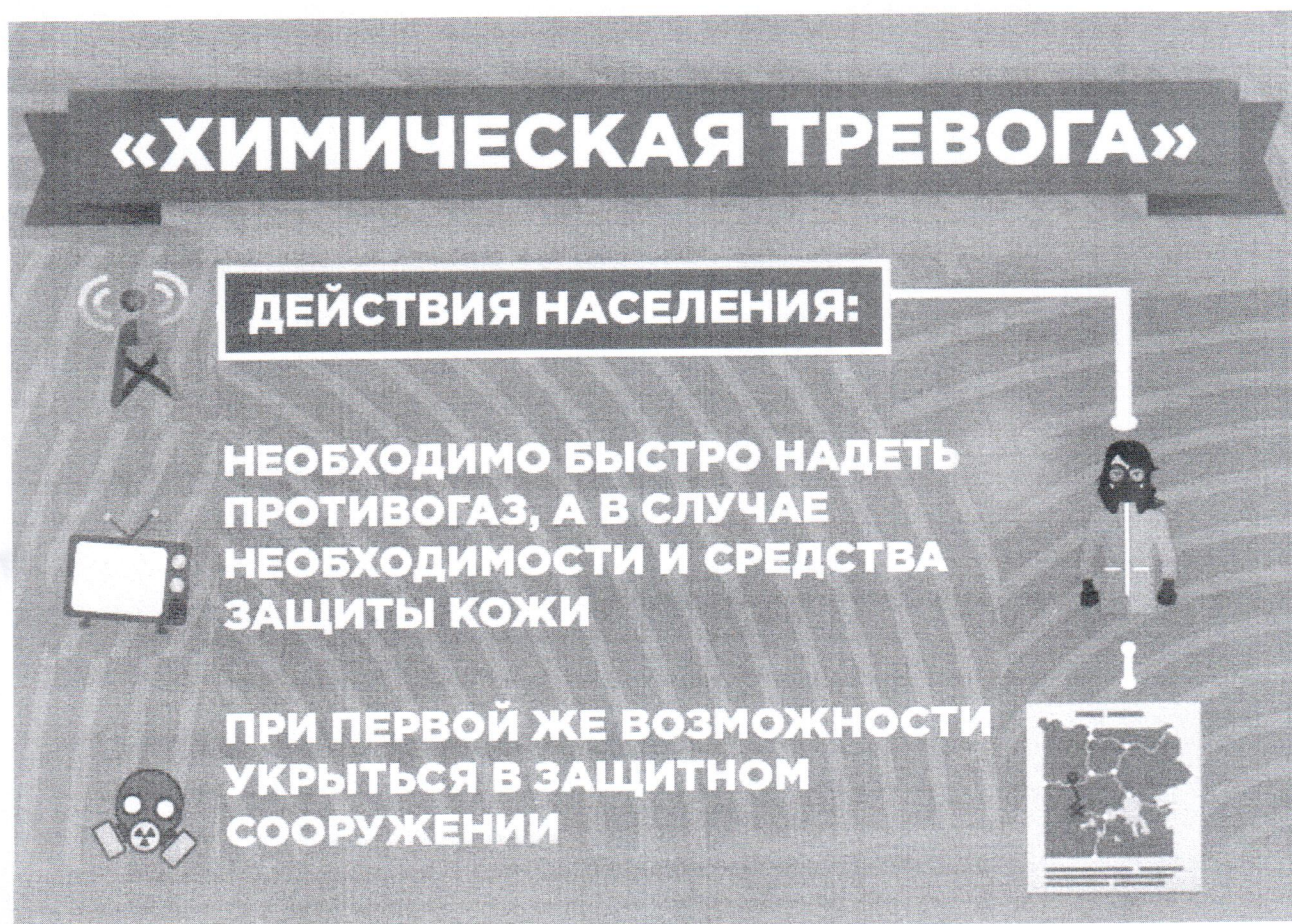 «ХИМИЧЕСКАЯ ТРЕВОГА»
ДЕЙСТВИЯ НАСЕЛЕНИЯ:
НЕОБХОДИМО БЫСТРО НАДЕТЬ
ПРОТИВОГАЗ, А В СЛУЧАЕ
НЕОБХОДИМОСТИ И СРЕДСТВА
ЗАЩИТЫ КОЖИ
ПРИ ПЕРВОЙ ЖЕ ВОЗМОЖНОСТИ
УКРЫТЬСЯ В ЗАЩИТНОМ
СООРУЖЕНИИ